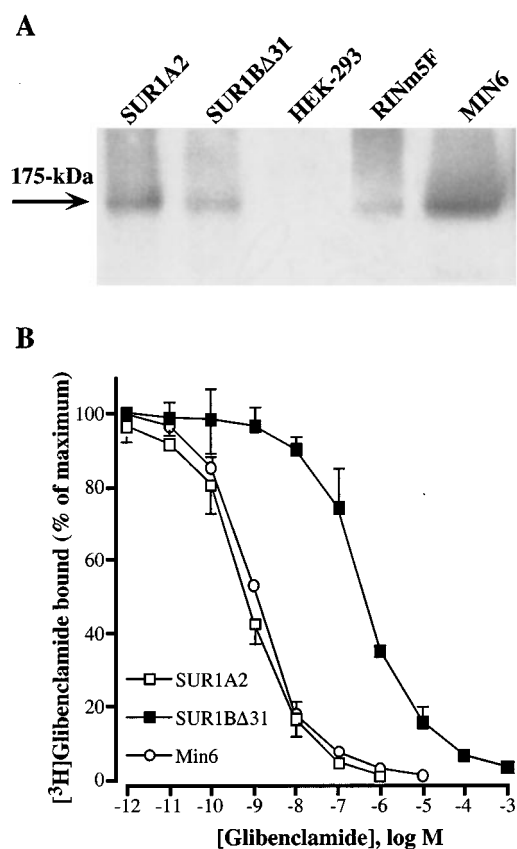 A
SUR1A2
SUR1BΔ31
HEK-293
RINm5F
MIN6
175-kDa
B
[³H]Glibenclamide bound (% of maximum)
100
80
60
40
20
0
SUR1A2
SUR1BΔ31
Min6
-12 -11 -10 -9 -8 -7 -6 -5 -4 -3
[Glibenclamide], log M